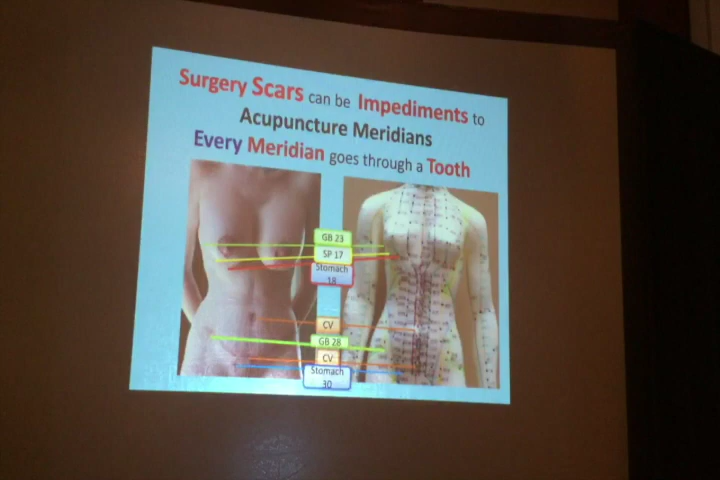 Surgery Scars can be Impediments to
Acupuncture Meridians
Every Meridian goes through a Tooth
GB 23
SP 17
Stomach
18
CV
GB 28
CV
Stomach
30